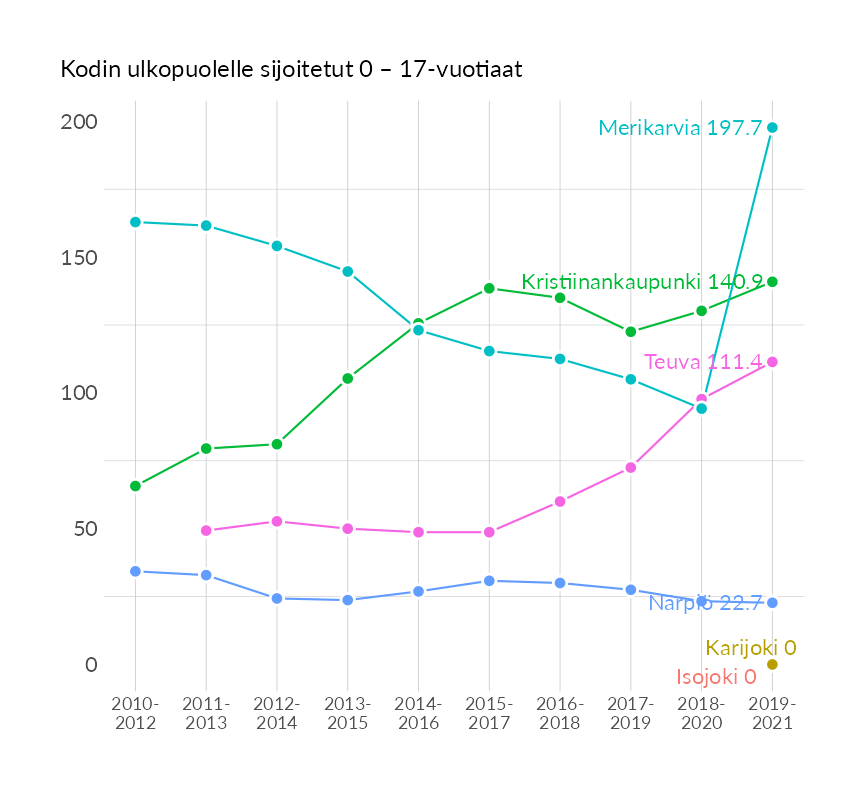 Kodin ulkopuolelle sijoitetut 0 – 17-vuotiaat
200
Merikarvia 197.7
150
Kristiinankaupunki 140.9
Teuva 111.4
100
50
Närpiö 22.7
Karijoki 0
0
Isojoki 0
2010- 2011- 2012- 2013- 2014- 2015- 2016- 2017- 2018- 2019-
2012 2013 2014 2015 2016 2017 2018 2019 2020 2021